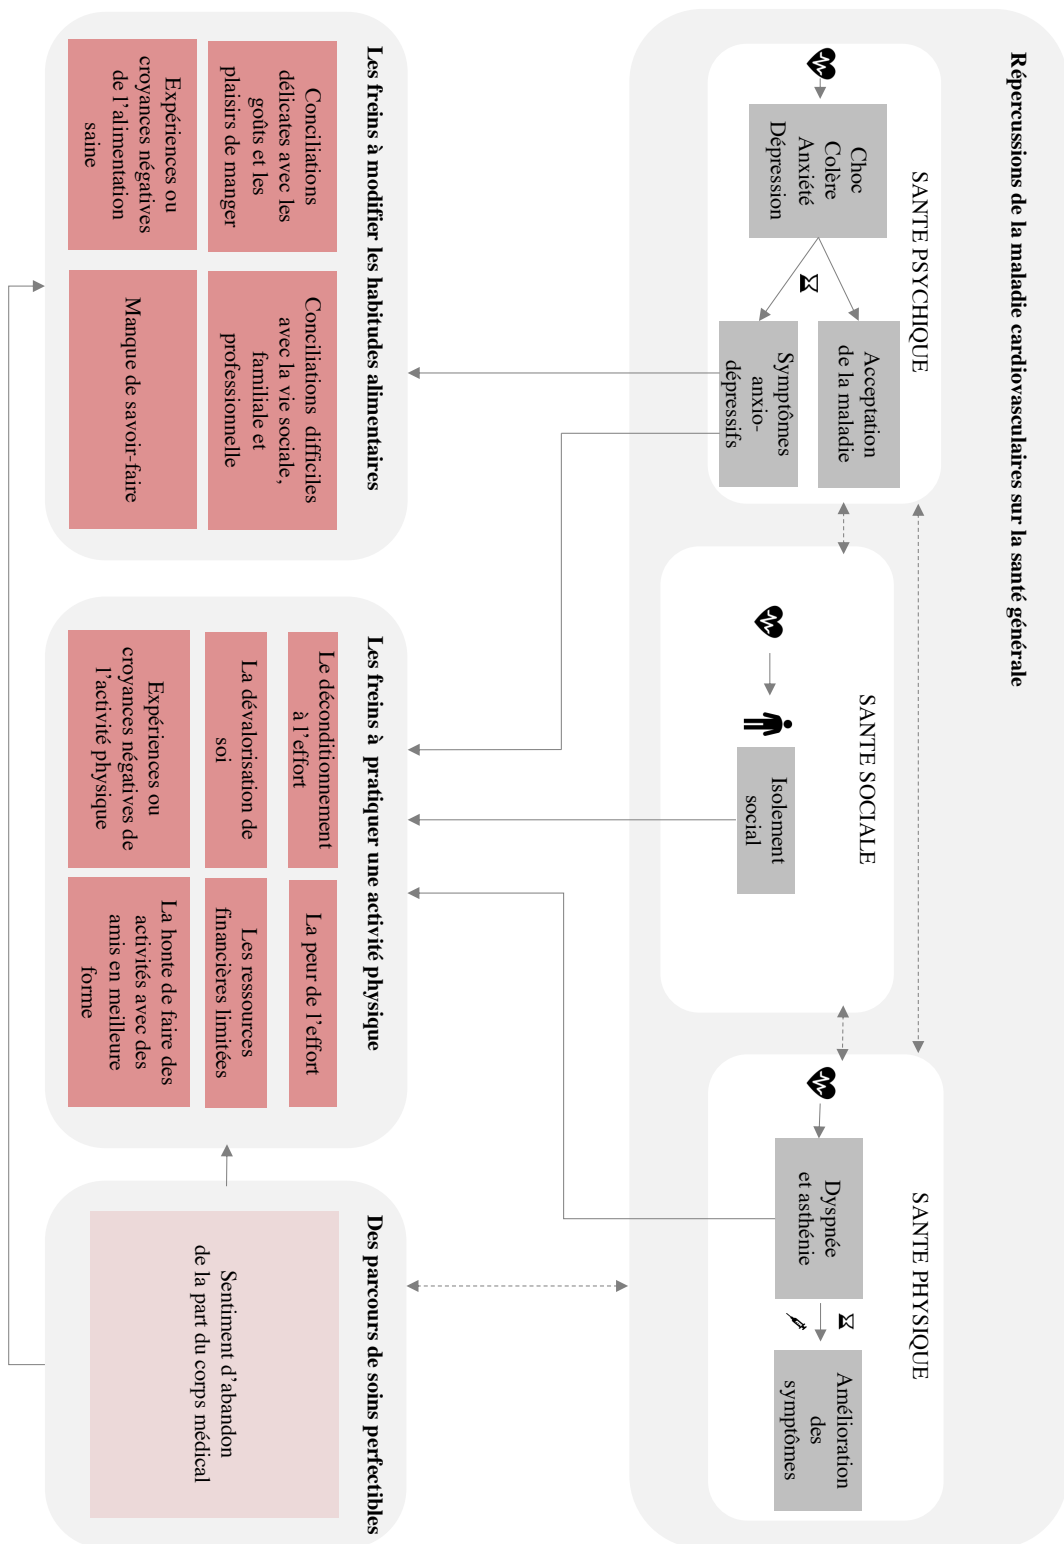 Répercussions de la maladie cardiovasculaires sur la santé générale
SANTE PSYCHIQUE
Choc
Colère
Anxiété
Dépression
Acceptation
de la maladie
Symptômes
anxio-
dépressifs
SANTE SOCIALE
Isolement
social
SANTE PHYSIQUE
Dyspnée
et asthénie
Amélioration
des
symptômes
Les freins à modifier les habitudes alimentaires
Conciliations
délicates avec les
goûts et les
plaisirs de manger
Conciliations difficiles
avec la vie sociale,
familiale et
professionnelle
Expériences ou
croyances négatives
de l’alimentation
saine
Manque de savoir-faire
Les freins à pratiquer une activité physique
Le déconditionnement
à l’effort
La peur de l’effort
La dévalorisation de
soi
Les ressources
financières limitées
Expériences ou
croyances négatives de
l’activité physique
La honte de faire des
activités avec des
amis en meilleure
forme
Des parcours de soins perfectibles
Sentiment d’abandon
de la part du corps médical